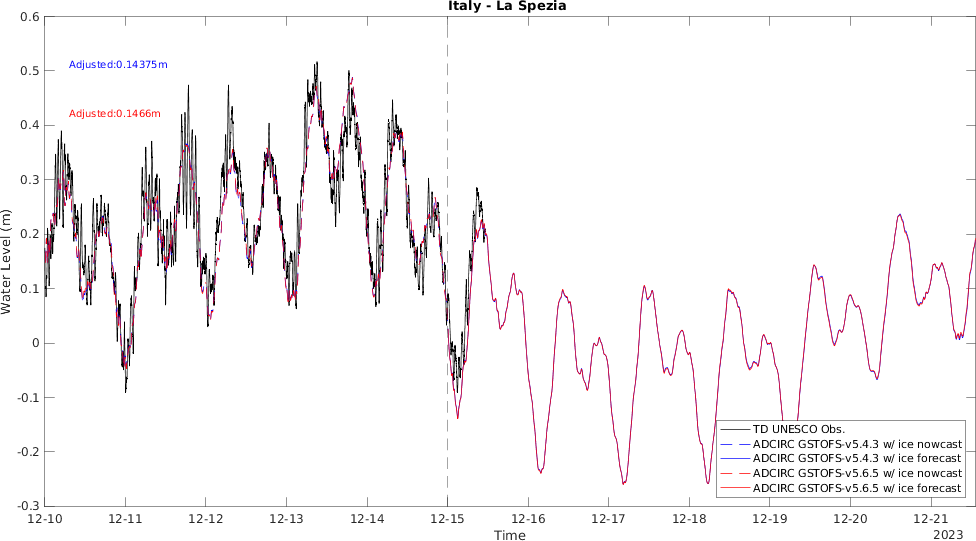 Italy - La Spezia
Adjusted:0.14375m
Adjusted:0.1466m
Water Level (m)
0.6
0.5
0.4
0.3
0.2
0.1
0
-0.1
-0.2
-0.3
TD UNESCO Obs.
ADCIRC GSTOFS-v5.4.3 w/ ice nowcast
ADCIRC GSTOFS-v5.4.3 w/ ice forecast
ADCIRC GSTOFS-v5.6.5 w/ ice nowcast
ADCIRC GSTOFS-v5.6.5 w/ ice forecast
12-10 12-11 12-12 12-13 12-14 12-15 12-16 12-17 12-18 12-19 12-20 12-21
Time
2023